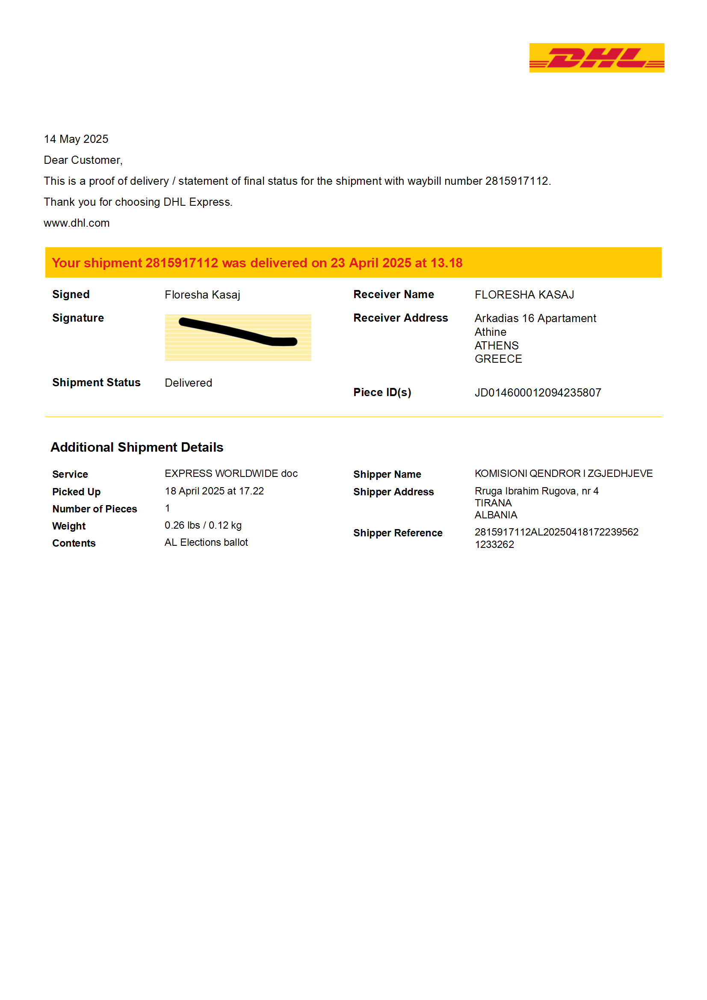 DHL
14 May 2025
Dear Customer,
This is a proof of delivery / statement of final status for the shipment with waybill number 2815917112.
Thank you for choosing DHL Express.
www.dhl.com
Your shipment 2815917112 was delivered on 23 April 2025 at 13.18
Signed Floresha Kasaj
Signature
Shipment Status Delivered
Receiver Name FLORESHA KASAJ
Receiver Address Arkadias 16 Apartament
Athine
ATHENS
GREECE
Piece ID(s) JD014600012094235807
Additional Shipment Details
Service EXPRESS WORLDWIDE doc
Picked Up 18 April 2025 at 17.22
Number of Pieces 1
Weight 0.26 lbs / 0.12 kg
Contents AL Elections ballot
Shipper Name KOMISIONI QENDROR I ZGJEDHJEVE
Shipper Address Rruga Ibrahim Rugova, nr 4
TIRANA
ALBANIA
Shipper Reference 2815917112AL20250418172239562
1233262